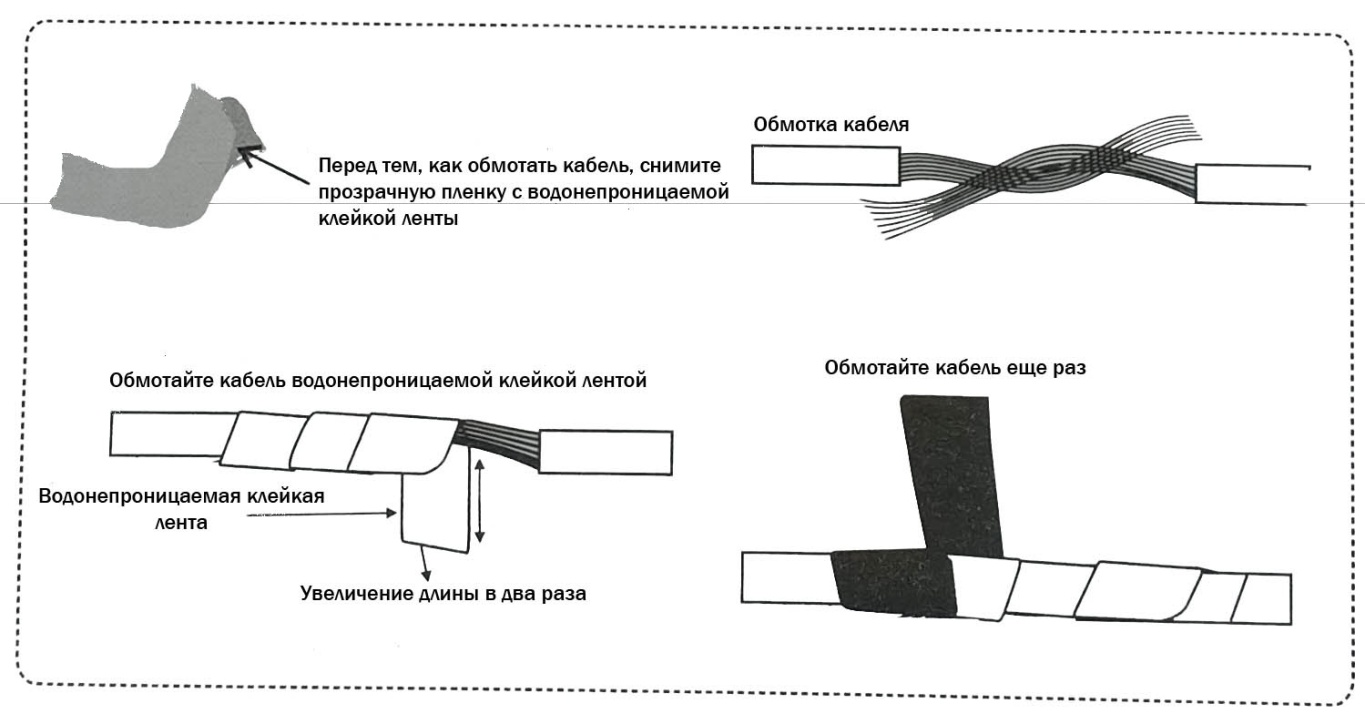 Перед тем, как обмотать кабель, снимите
прозрачную пленку с водонепроницаемой
клейкой ленты
Обмотка кабеля
Обмотайте кабель водонепроницаемой клейкой лентой
Водонепроницаемая клейкая
лента
Увеличение длины в два раза
Обмотайте кабель еще раз